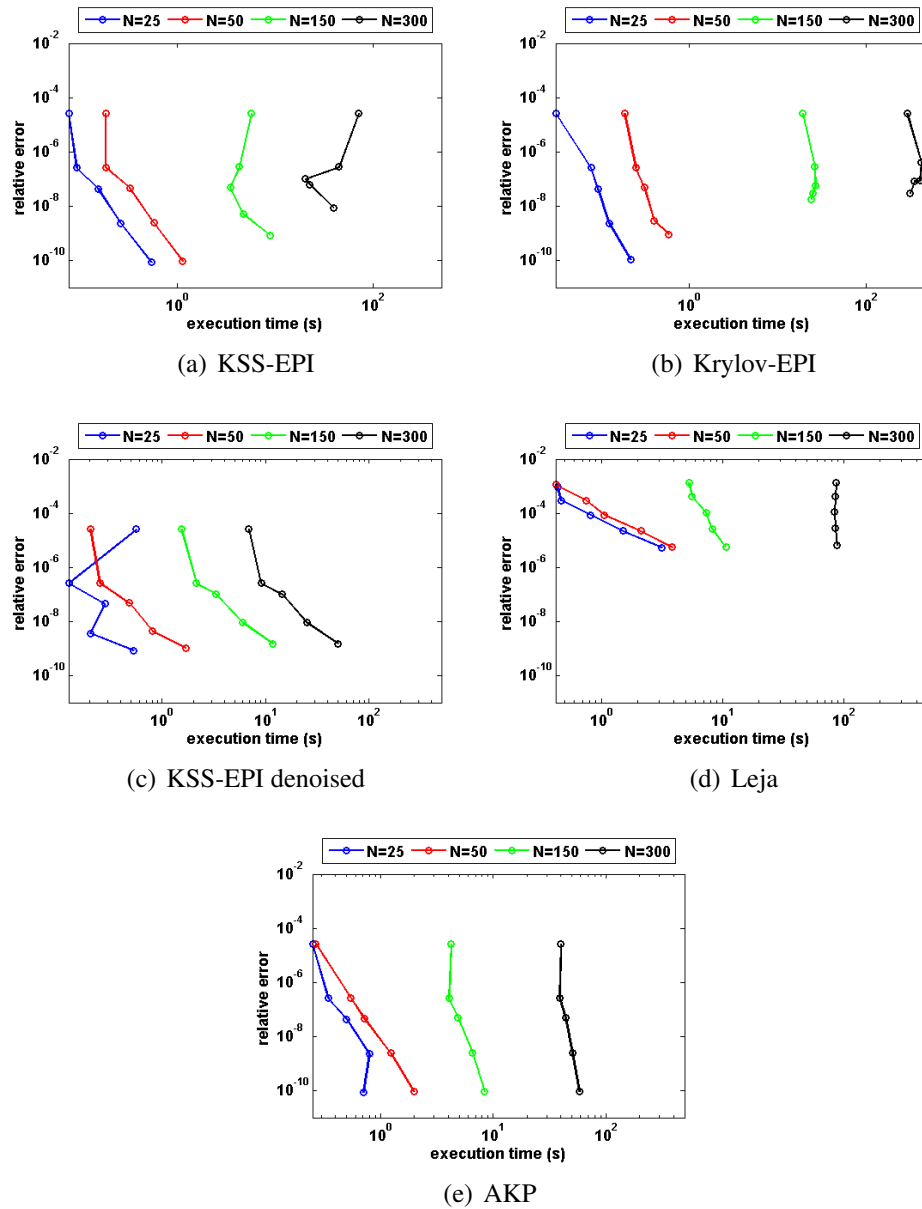 N=25 N=50 N=150 N=300
10^-2
10^-4
10^-6
10^-8
10^-10
relative error
10^0 10^2
execution time (s)
(a) KSS-EPI
N=25 N=50 N=150 N=300
10^-2
10^-4
10^-6
10^-8
10^-10
relative error
10^0 10^2
execution time (s)
(b) Krylov-EPI
N=25 N=50 N=150 N=300
10^-2
10^-4
10^-6
10^-8
10^-10
relative error
10^0 10^1 10^2
execution time (s)
(c) KSS-EPI denoised
N=25 N=50 N=150 N=300
10^-2
10^-4
10^-6
10^-8
10^-10
relative error
10^0 10^1 10^2
execution time (s)
(d) Leja
N=25 N=50 N=150 N=300
10^-2
10^-4
10^-6
10^-8
10^-10
relative error
10^0 10^1 10^2
execution time (s)
(e) AKP